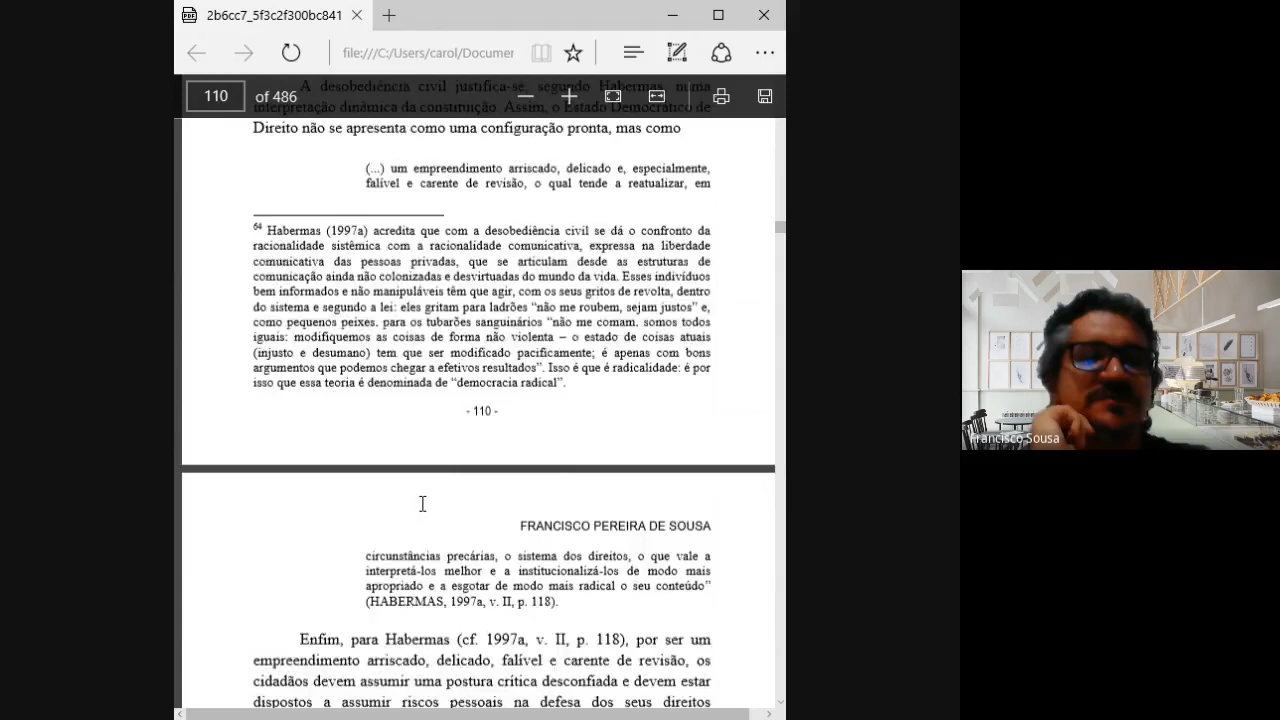 2b6cc7_5f3c2f300bc841
file:///C:/Users/carol/Documer
110 of 486
A desobediência civil justifica-se, segundo Habermas, numa
interpretação dinâmica da constituição. Assim, o Estado Democrático de
Direito não se apresenta como uma configuração pronta, mas como
(...) um empreendimento arriscado, delicado e, especialmente,
falível e carente de revisão, o qual tende a reatualizar, em
64 Habermas (1997a) acredita que com a desobediência civil se dá o confronto da
racionalidade sistêmica com a racionalidade comunicativa, expressa na liberdade
comunicativa das pessoas privadas, que se articulam desde as estruturas de
comunicação ainda não colonizadas e desvirtuadas do mundo da vida. Esses indivíduos
bem informados e não manipuláveis têm que agir, com os seus gritos de revolta, dentro
do sistema e segundo a lei: eles gritam para ladrões “não me roubem, sejam justos” e,
como pequenos peixes, para os tubarões sanguinários “não me comam, somos todos
iguais: modifiquemos as coisas de forma não violenta – o estado de coisas atuais
(injusto e desumano) tem que ser modificado pacificamente; é apenas com bons
argumentos que podemos chegar a efetivos resultados”. Isso é que é radicalidade: é por
isso que essa teoria é denominada de “democracia radical”.
- 110 -
FRANCISCO PEREIRA DE SOUSA
circunstâncias precárias, o sistema dos direitos, o que vale a
interpretá-los melhor e a institucionalizá-los de modo mais
apropriado e a esgotar de modo mais radical o seu conteúdo”
(HABERMAS, 1997a, v. II, p. 118).
Enfim, para Habermas (cf. 1997a, v. II, p. 118), por ser um
empreendimento arriscado, delicado, falível e carente de revisão, os
cidadãos devem assumir uma postura crítica desconfiada e devem estar
dispostos a assumir riscos pessoais na defesa dos seus direitos
Francisco Sousa